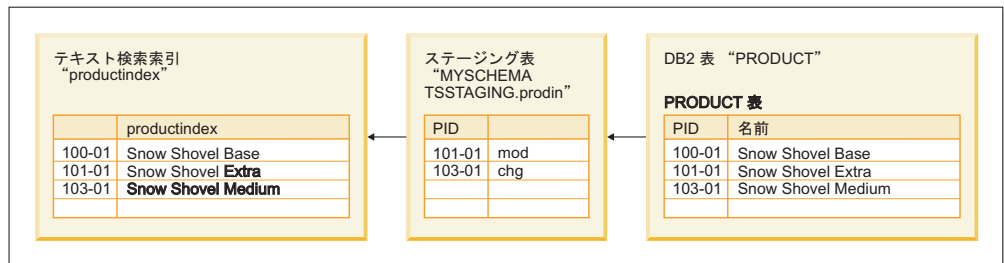 テキスト検索索引
“productindex”
productindex
100-01 Snow Shovel Base
101-01 Snow Shovel Extra
103-01 Snow Shovel Medium
ステージング表
“MYSCHEMA
TSSTAGING.prodin”
PID
101-01 mod
103-01 chg
DB2 表 “PRODUCT”
PRODUCT 表
PID 名前
100-01 Snow Shovel Base
101-01 Snow Shovel Extra
103-01 Snow Shovel Medium